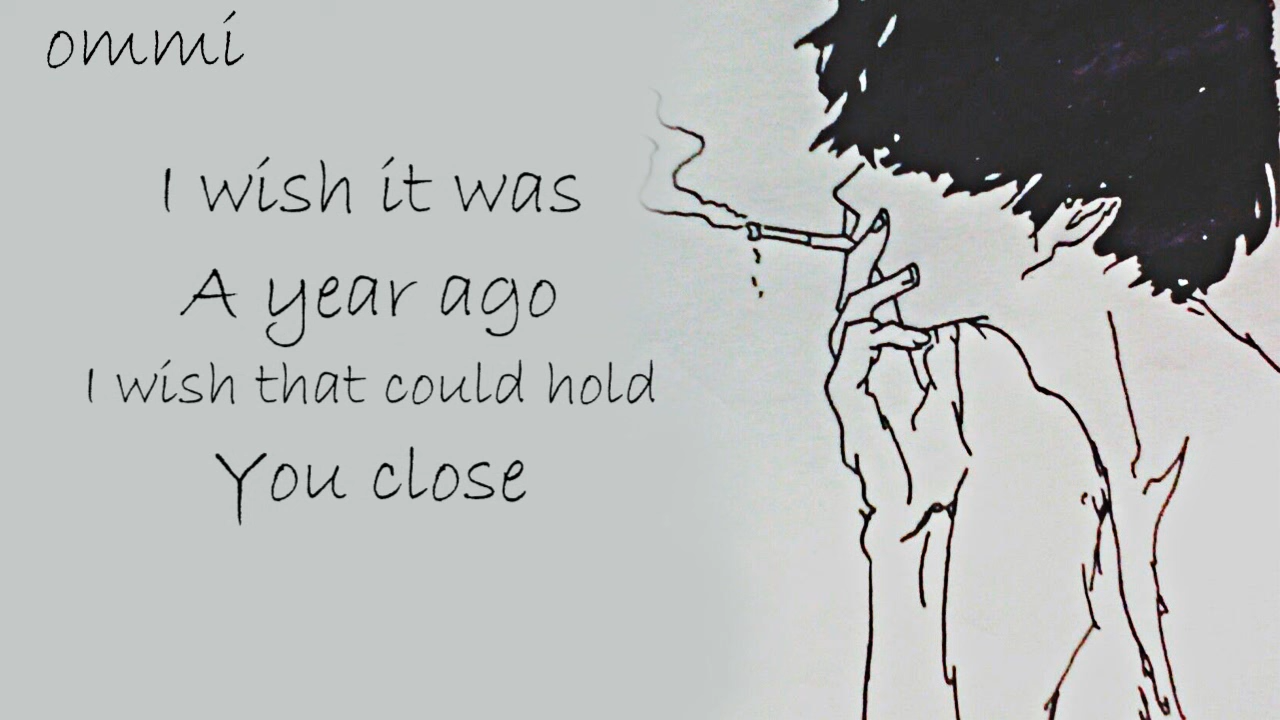 ommi
I wish it was
A year ago
I wish that could hold
You close